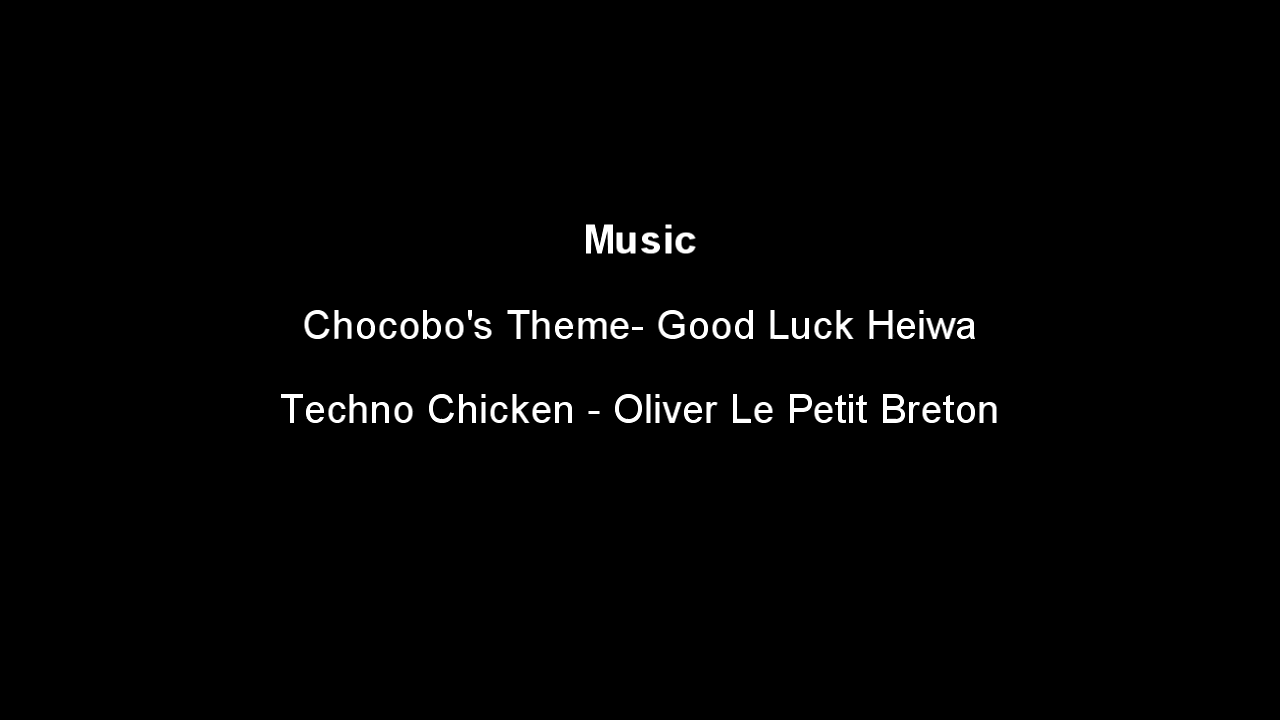 Music
Chocobo's Theme- Good Luck Heiwa
Techno Chicken - Oliver Le Petit Breton